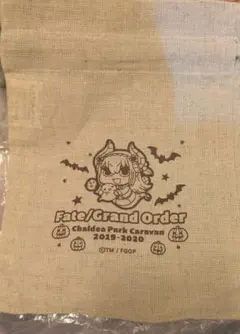 Fate/Grand Order
Chaldea Park Caravan
2019-2020
©TM / FGOP